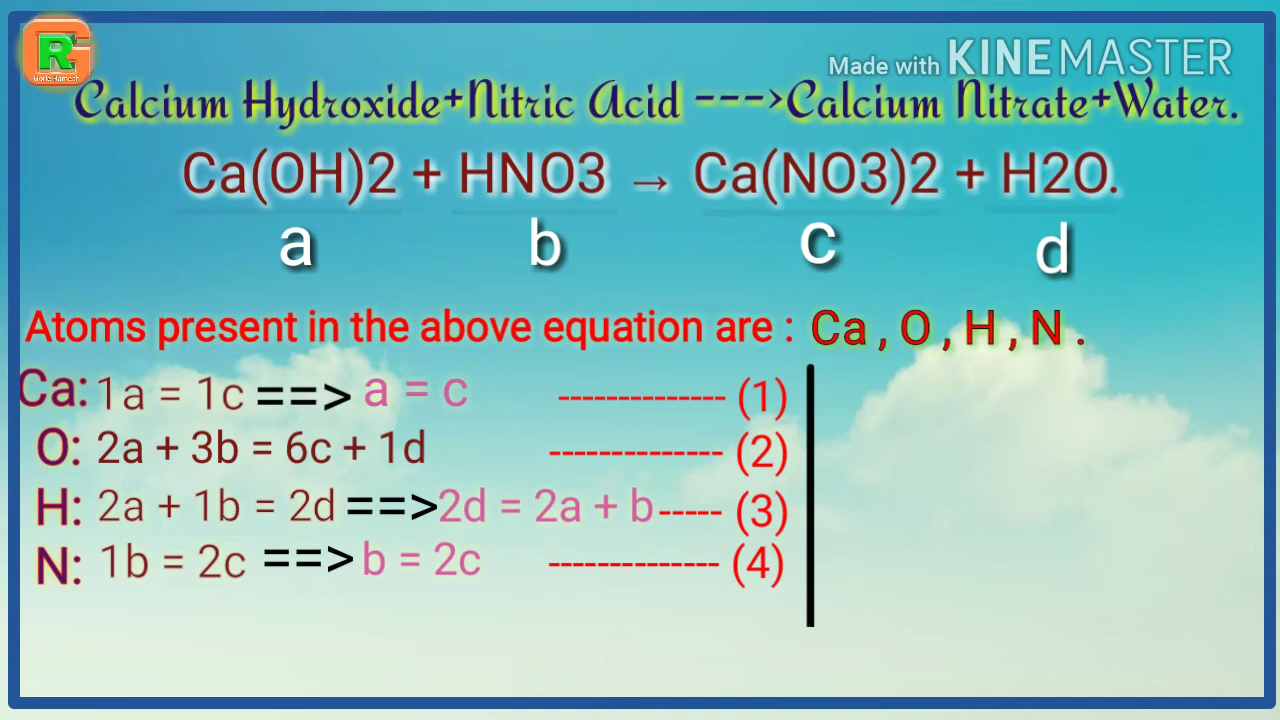 Made with KINEMASTER
R
Gorle Ramesh
Calcium Hydroxide+Nitric Acid --->Calcium Nitrate+Water.
Ca(OH)2 + HNO3 → Ca(NO3)2 + H2O.
a b c d
Atoms present in the above equation are : Ca , O , H , N .
Ca: 1a = 1c ==> a = c -------------- (1)
O: 2a + 3b = 6c + 1d -------------- (2)
H: 2a + 1b = 2d ==>2d = 2a + b ----- (3)
N: 1b = 2c ==> b = 2c -------------- (4)